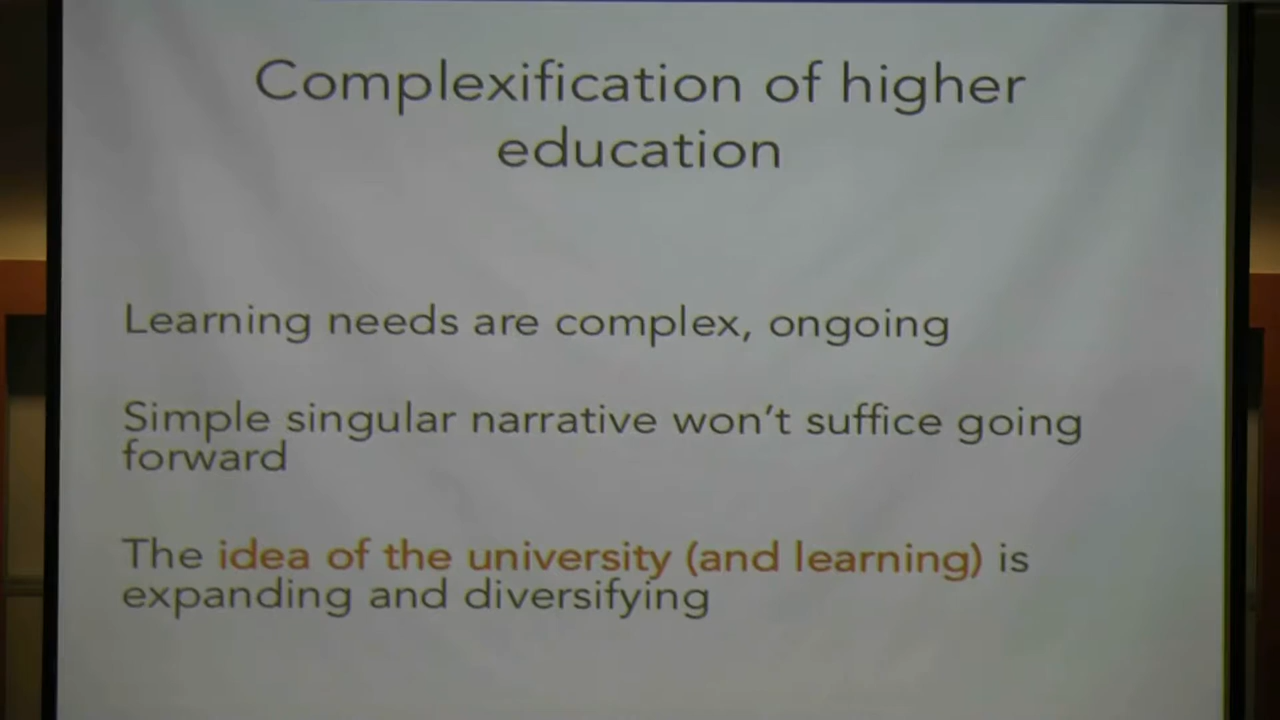 Complexification of higher
education
Learning needs are complex, ongoing
Simple singular narrative won't suffice going
forward
The idea of the university (and learning) is
expanding and diversifying